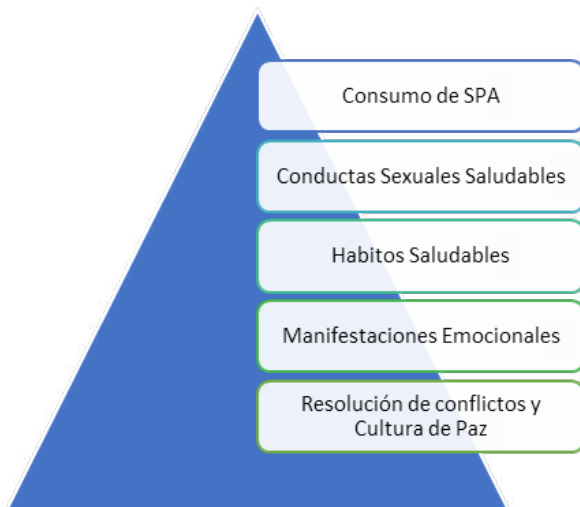 Consumo de SPA
Conductas Sexuales Saludables
Habitos Saludables
Manifestaciones Emocionales
Resolución de conflictos y
Cultura de Paz